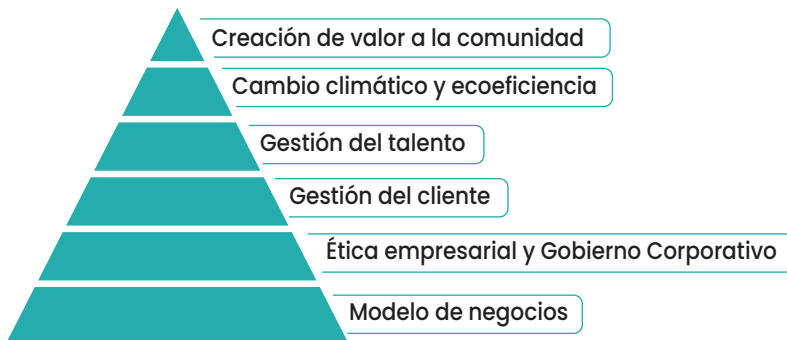 Creación de valor a la comunidad
Cambio climático y ecoeficiencia
Gestión del talento
Gestión del cliente
Ética empresarial y Gobierno Corporativo
Modelo de negocios